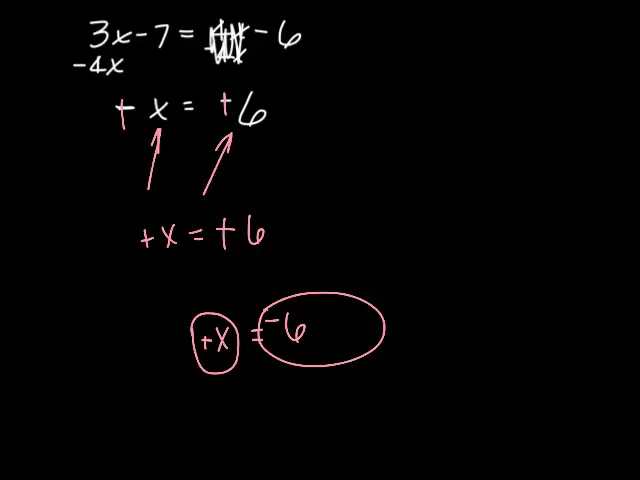 3x - 7 = - 6
- 4x
+ x = + 6
+x = + 6
+x = -6